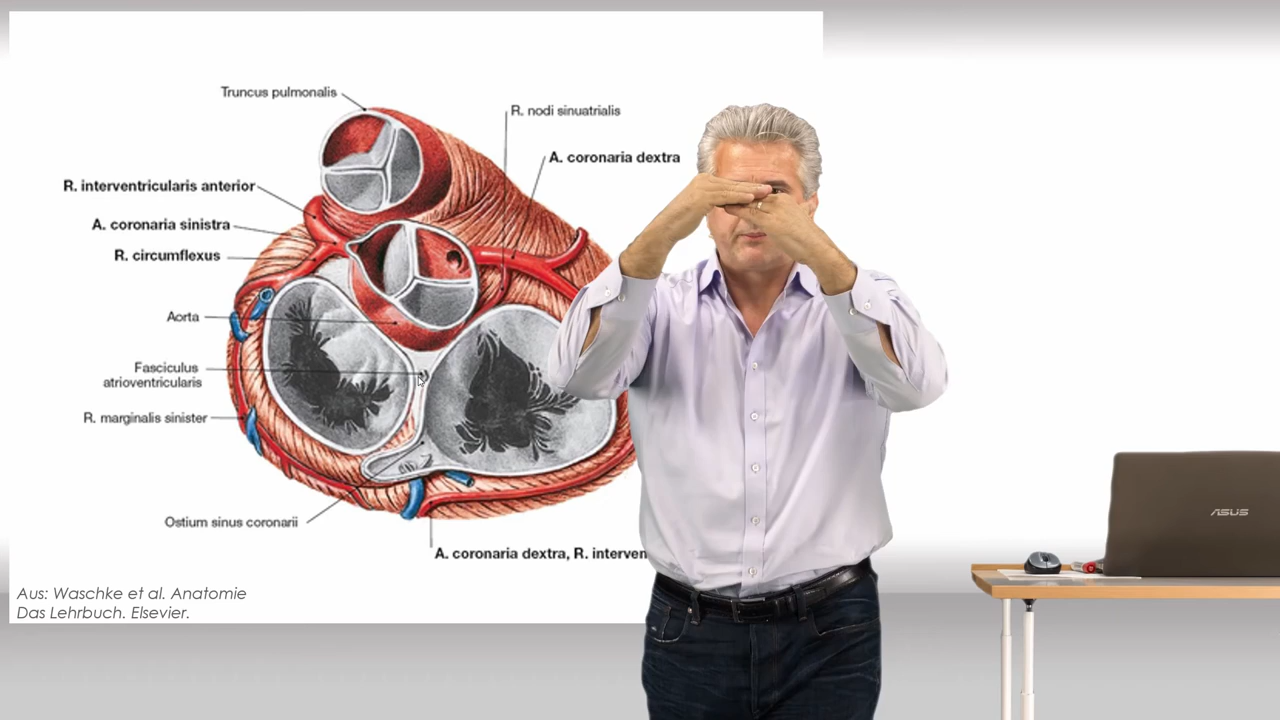 Truncus pulmonalis
R. nodi sinuatrialis
A. coronaria dextra
R. interventricularis anterior
A. coronaria sinistra
R. circumflexus
Aorta
Fasciculus
atrioventricularis
R. marginalis sinister
Ostium sinus coronarii
A. coronaria dextra, R. interven
Aus: Waschke et al. Anatomie
Das Lehrbuch. Elsevier.
ASUS